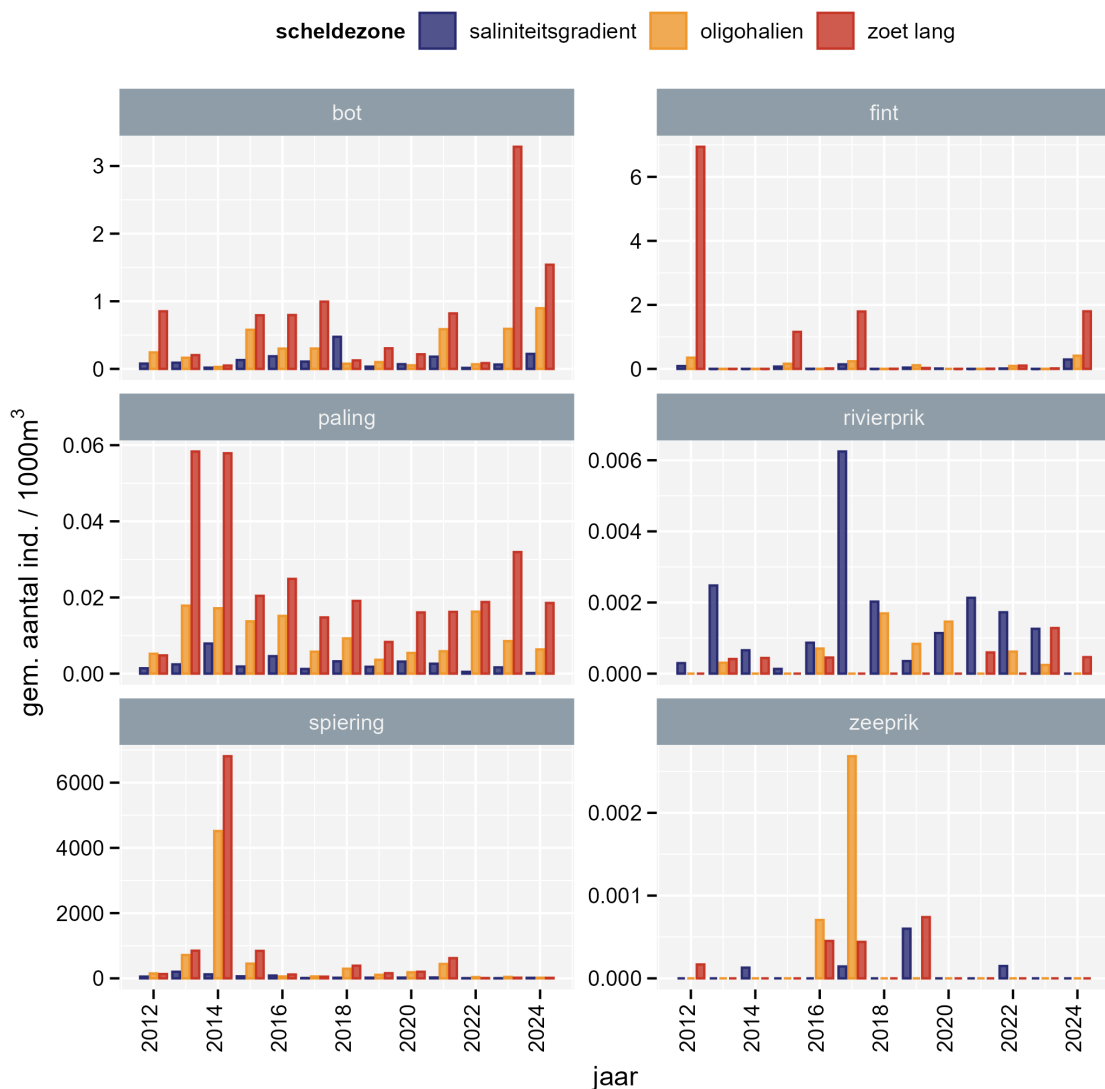 scheldezone saliniteitsgradient oligohalien zoet lang
bot
fint
3
2
1
0
6
4
2
0
paling
rivierprik
0.06
0.04
0.02
0.00
0.006
0.004
0.002
0.000
spiering
zeeprik
6000
4000
2000
0
0.002
0.001
0.000
2012 2014 2016 2018 2020 2022 2024
2012 2014 2016 2018 2020 2022 2024
gem. aantal ind. / 1000m³
jaar